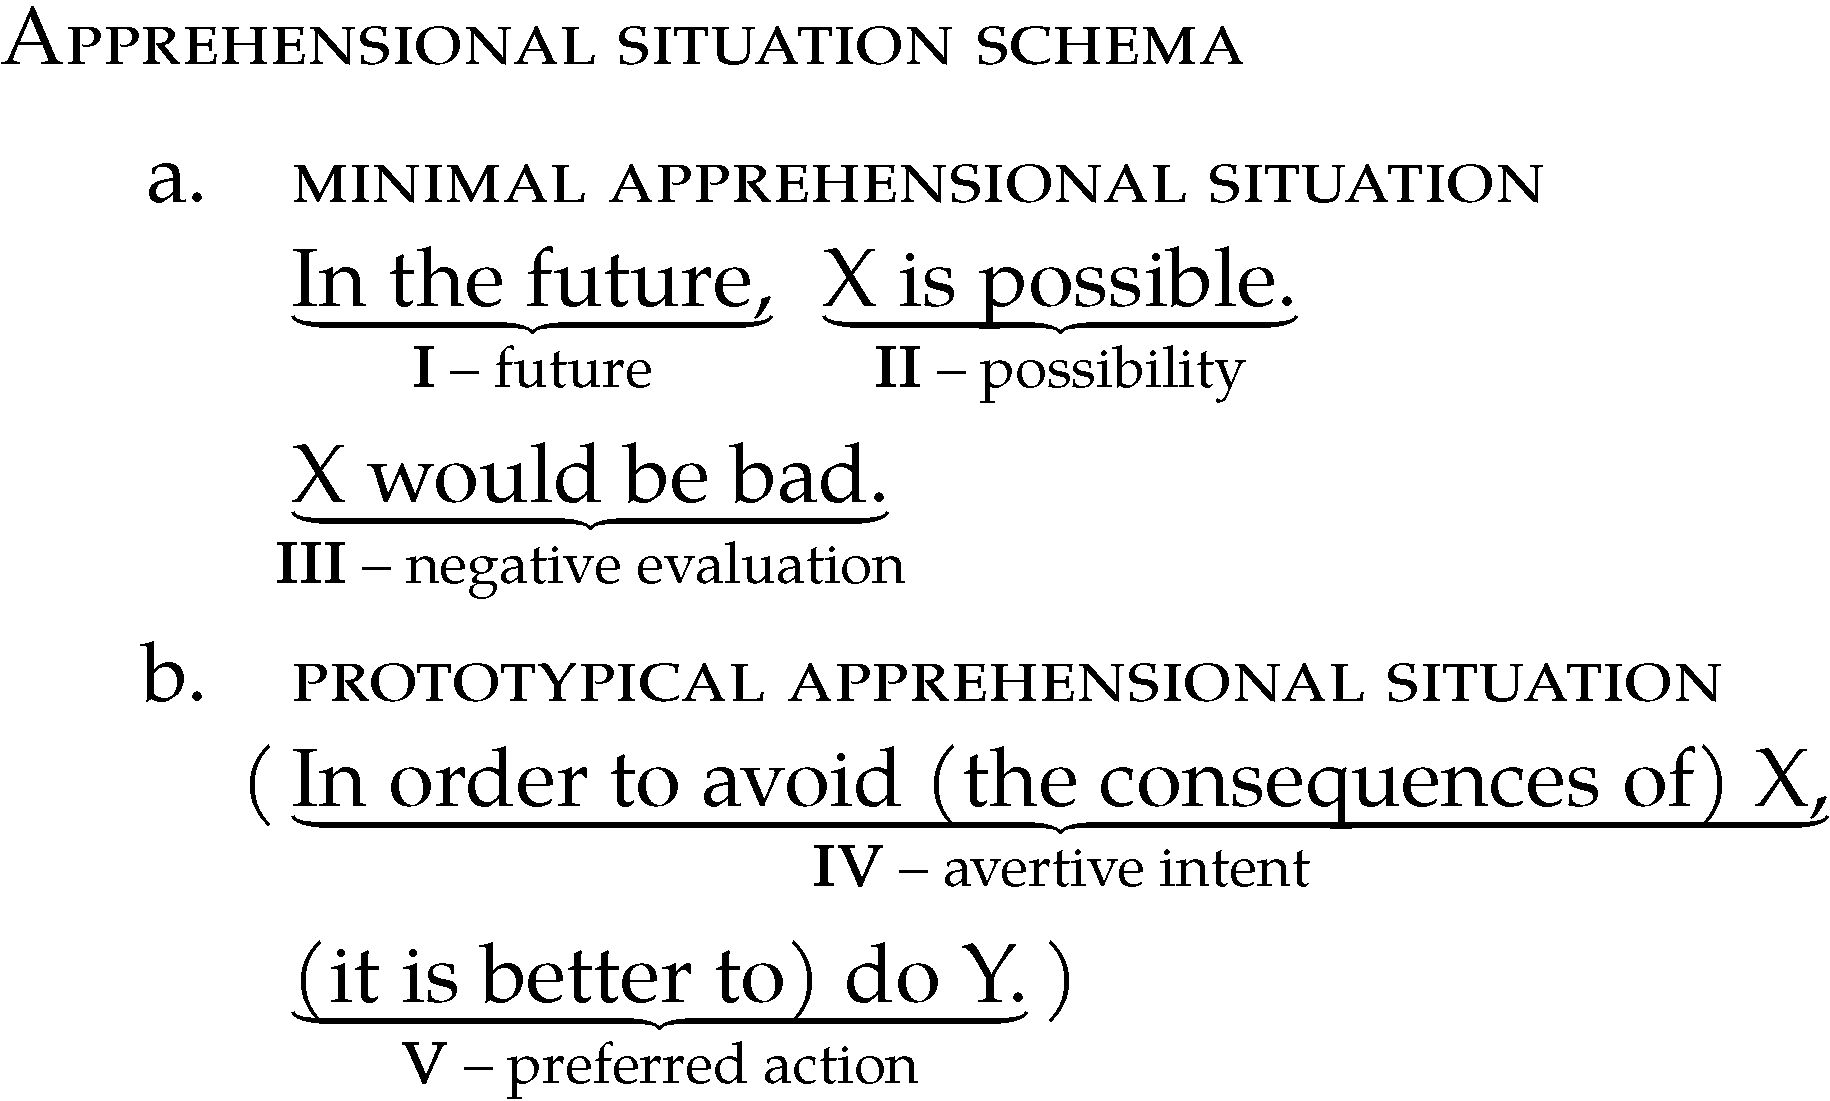 Apprehensional situation schema
a. minimal apprehensional situation
In the future, X is possible.
I – future II – possibility
X would be bad.
III – negative evaluation
b. prototypical apprehensional situation
( In order to avoid (the consequences of) X,
IV – avertive intent
(it is better to) do Y. )
V – preferred action